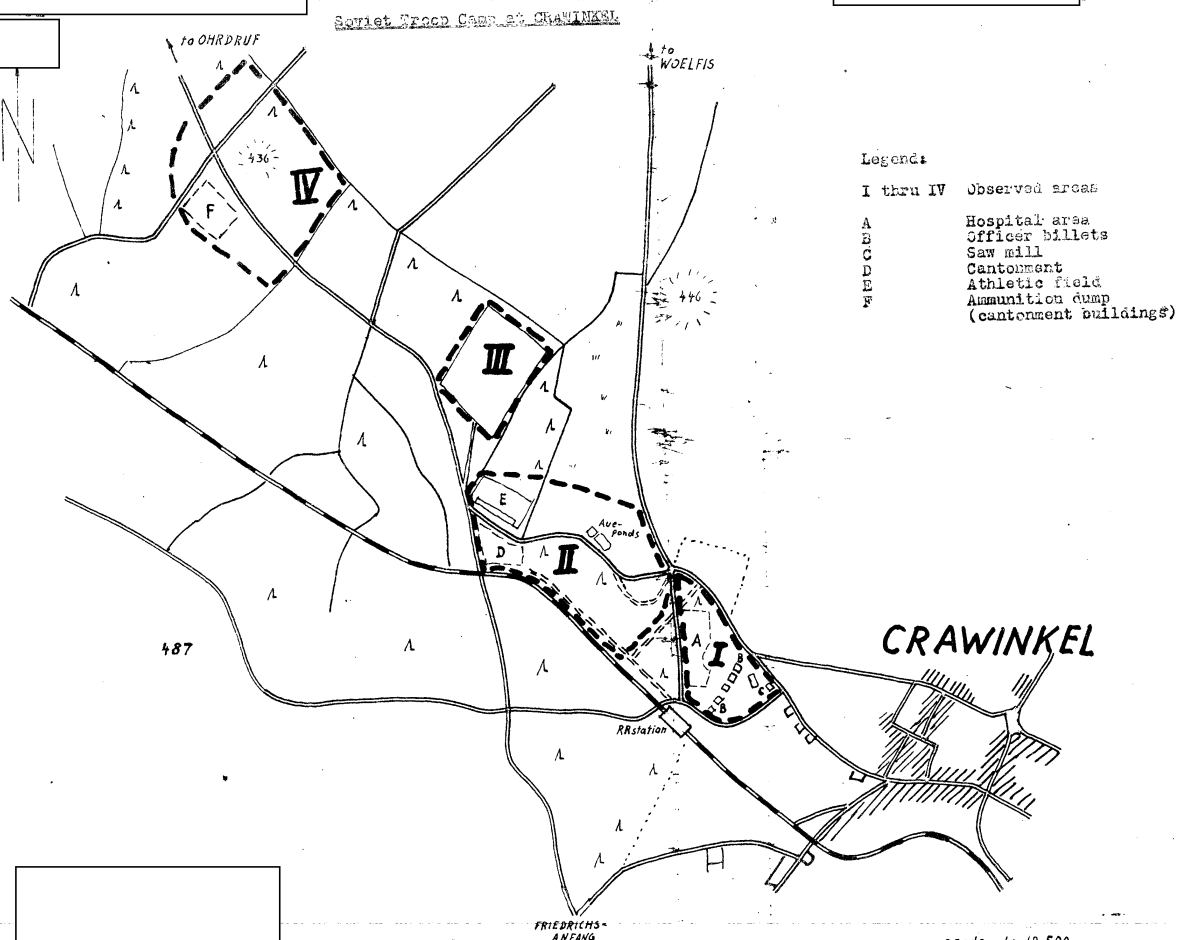 Soviet Troop Camp at CRAWINKEL
to OHRDRUF
to
WOELFIS
N
Legend:
I thru IV Observed areas
A Hospital area
B Officer billets
C Saw mill
D Cantonment
E Athletic field
F Ammunition dump
(cantonment buildings)
436
IV
F
446
III
E
Aue-
ponds
D
II
A
I
B
C
B
487
CRAWINKEL
RRstation
FRIEDRICHS-
ANFANG